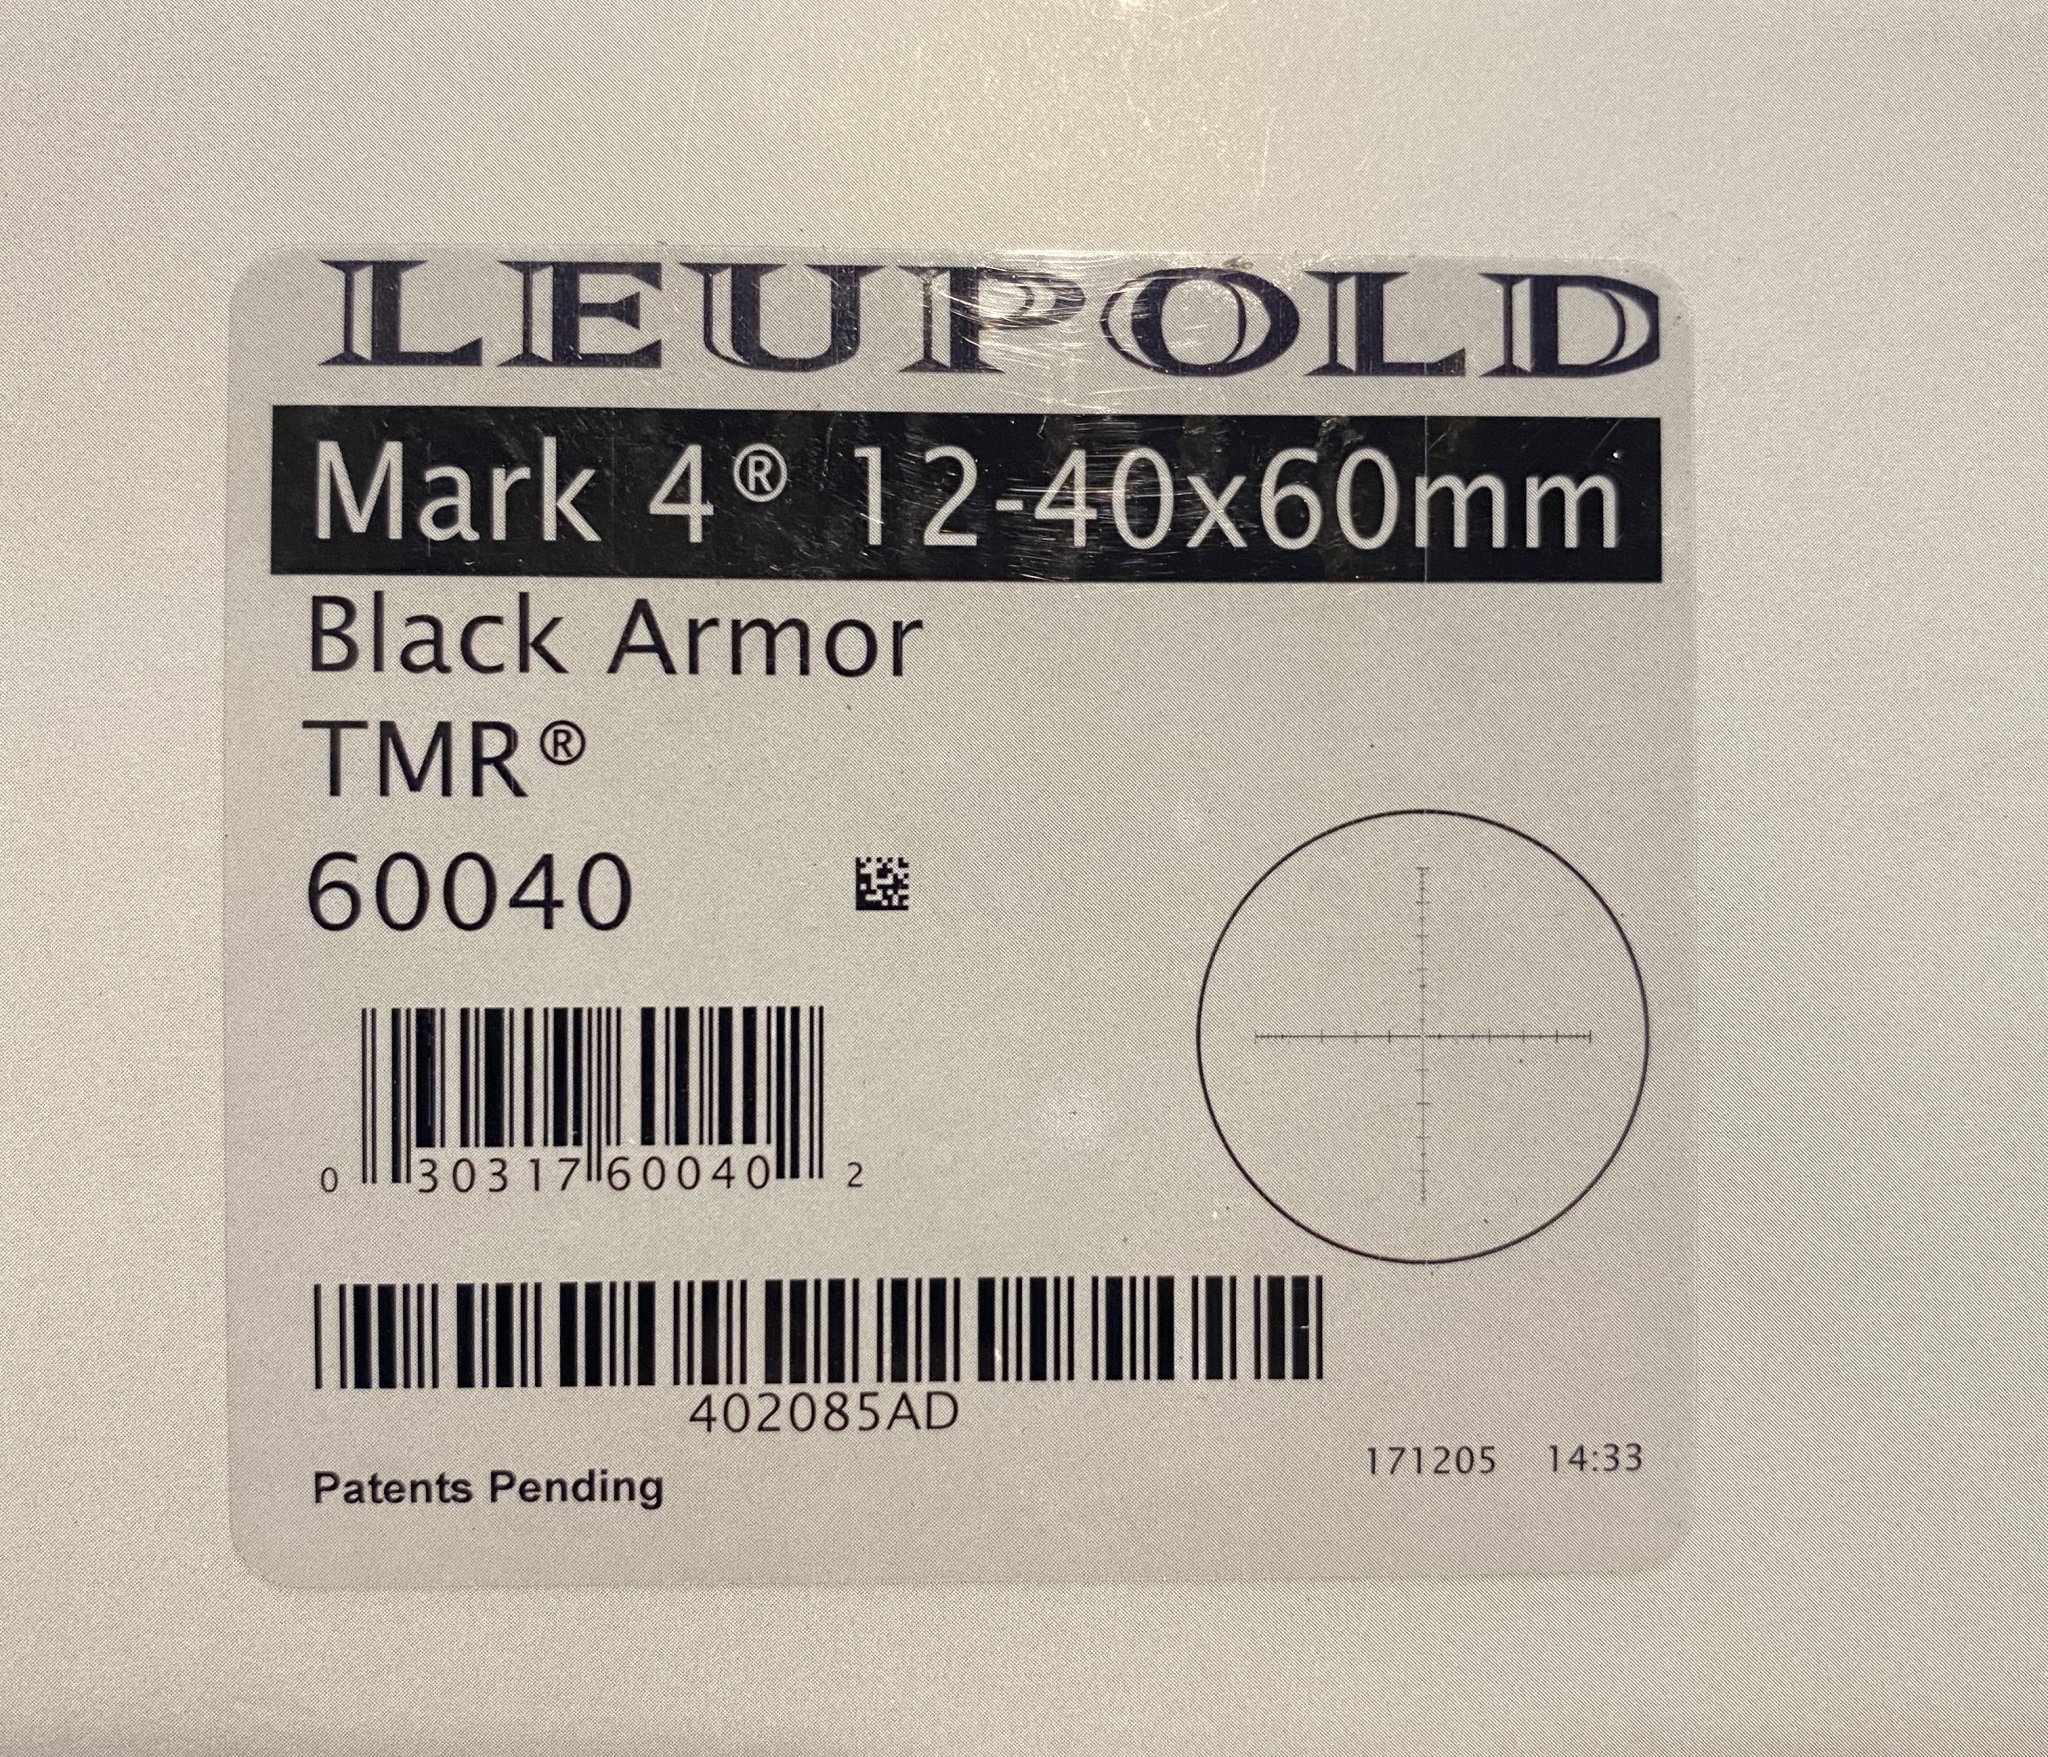 LEUPOLD
Mark 4® 12-40x60mm
Black Armor
TMR®
60040
0 30317 60040 2
402085AD
171205 14:33
Patents Pending